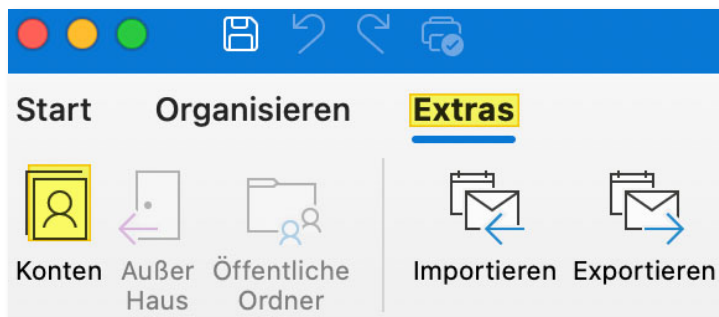 Start Organisieren Extras
Konten Außer Haus Öffentliche Ordner Importieren Exportieren